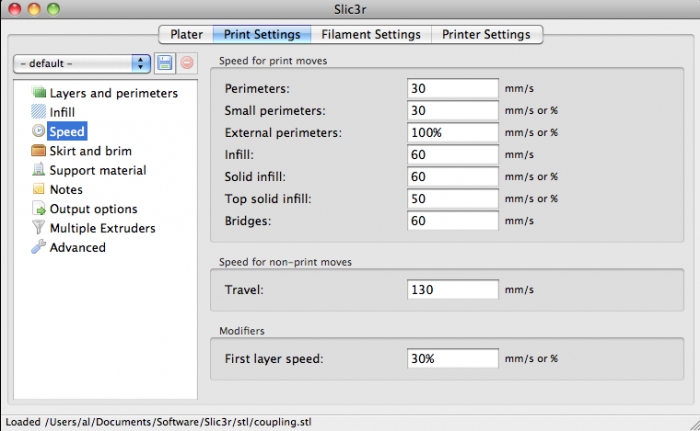 Slic3r
Plater Print Settings Filament Settings Printer Settings
- default -
Layers and perimeters
Infill
Speed
Skirt and brim
Support material
Notes
Output options
Multiple Extruders
Advanced
Speed for print moves
Perimeters: 30 mm/s
Small perimeters: 30 mm/s or %
External perimeters: 100% mm/s or %
Infill: 60 mm/s
Solid infill: 60 mm/s or %
Top solid infill: 50 mm/s or %
Bridges: 60 mm/s
Speed for non-print moves
Travel: 130 mm/s
Modifiers
First layer speed: 30% mm/s or %
Loaded /Users/al/Documents/Software/Slic3r/stl/coupling.stl